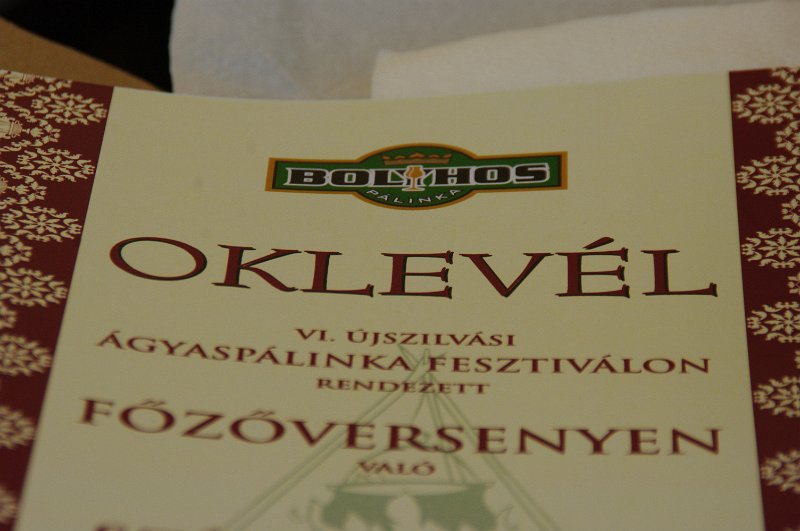 BOLYHOS
PÁLINKA
OKLEVÉL
VI. ÚJSZILVÁSI
ÁGYASPÁLINKA FESZTIVÁLON
RENDEZETT
FŐZŐVERSENYEN
VALÓ